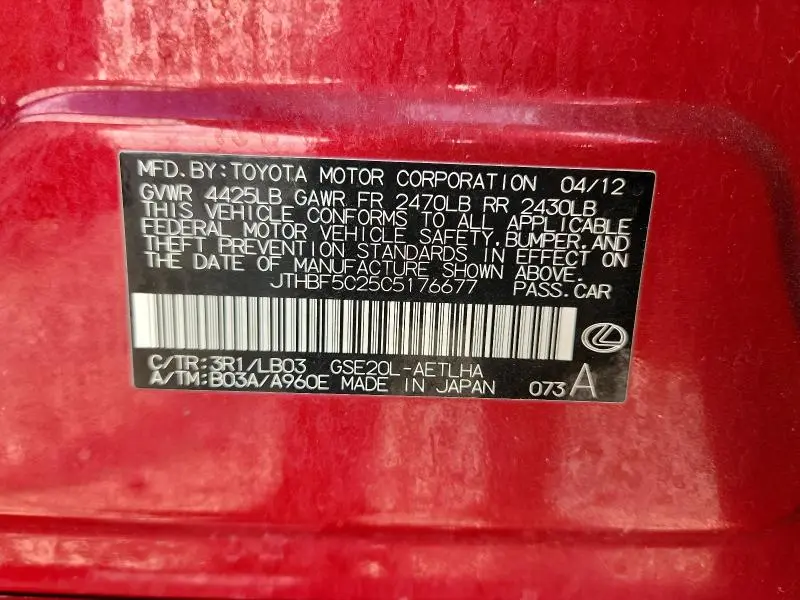 MFD.BY:TOYOTA MOTOR CORPORATION 04/12
GVWR 4425LB GAWR FR 2470LB RR 2430LB
THIS VEHICLE CONFORMS TO ALL APPLICABLE
FEDERAL MOTOR VEHICLE SAFETY,BUMPER,AND
THEFT PREVENTION STANDARDS IN EFFECT ON
THE DATE OF MANUFACTURE SHOWN ABOVE.
JTHBF5C25C5176677 PASS.CAR
C/TR:3R1/LB03 GSE20L-AETLHA
A/TM:B03A/A960E MADE IN JAPAN 073A